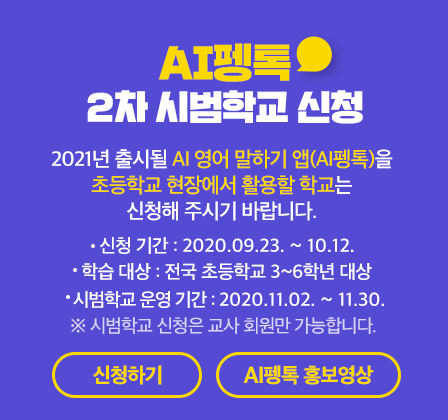 AI펭톡
2차 시범학교 신청
2021년 출시될 AI 영어 말하기 앱(AI펭톡)을
초등학교 현장에서 활용할 학교는
신청해 주시기 바랍니다.
• 신청 기간 : 2020.09.23. ~ 10.12.
• 학습 대상 : 전국 초등학교 3~6학년 대상
• 시범학교 운영 기간 : 2020.11.02. ~ 11.30.
※ 시범학교 신청은 교사 회원만 가능합니다.
신청하기
AI펭톡 홍보영상